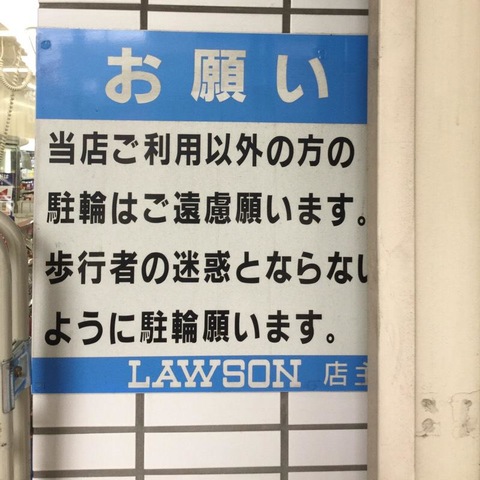 お願い
当店ご利用以外の方の
駐輪はご遠慮願います。
歩行者の迷惑とならない
ように駐輪願います。
LAWSON 店主